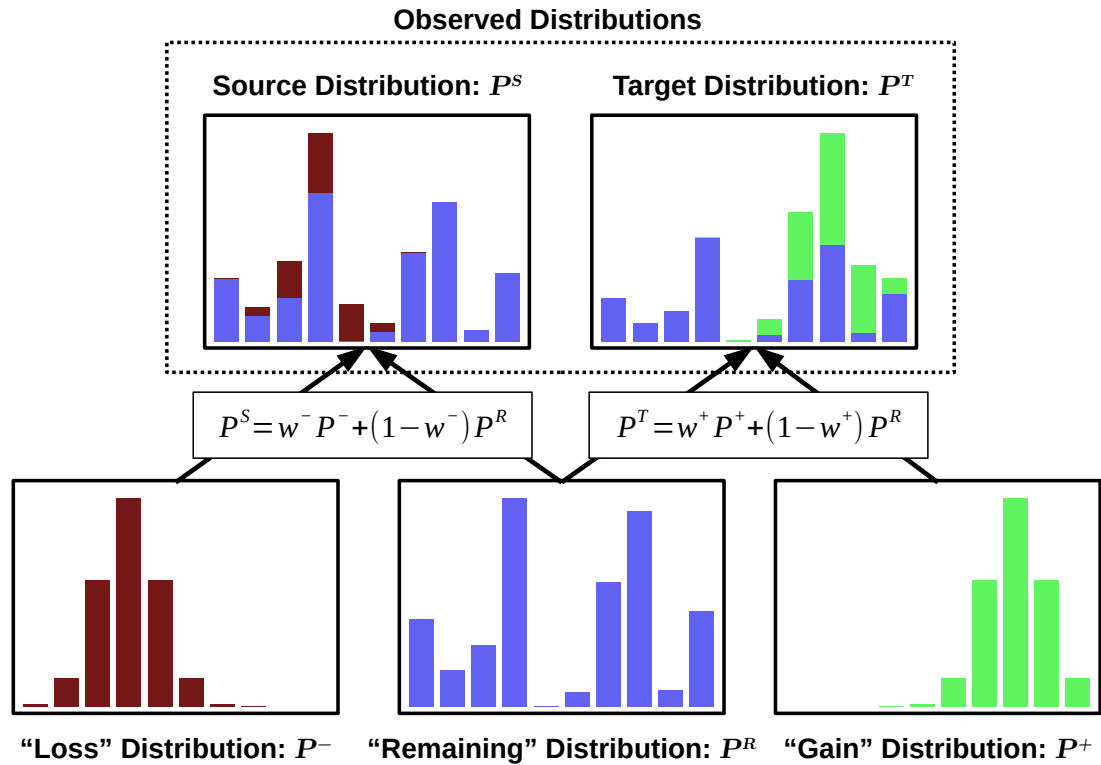 Observed Distributions
Source Distribution: P^S
Target Distribution: P^T
P^S = w^- P^- + (1 − w^-) P^R
P^T = w^+ P^+ + (1 − w^+) P^R
“Loss” Distribution: P^-
“Remaining” Distribution: P^R
“Gain” Distribution: P^+